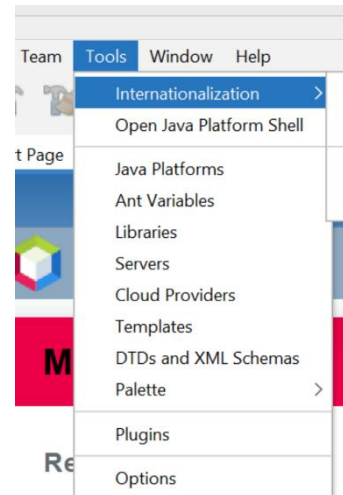 Team Tools Window Help
Internationalization
Open Java Platform Shell
t Page
Java Platforms
Ant Variables
Libraries
Servers
Cloud Providers
Templates
M
DTDs and XML Schemas
Palette
Plugins
Re
Options